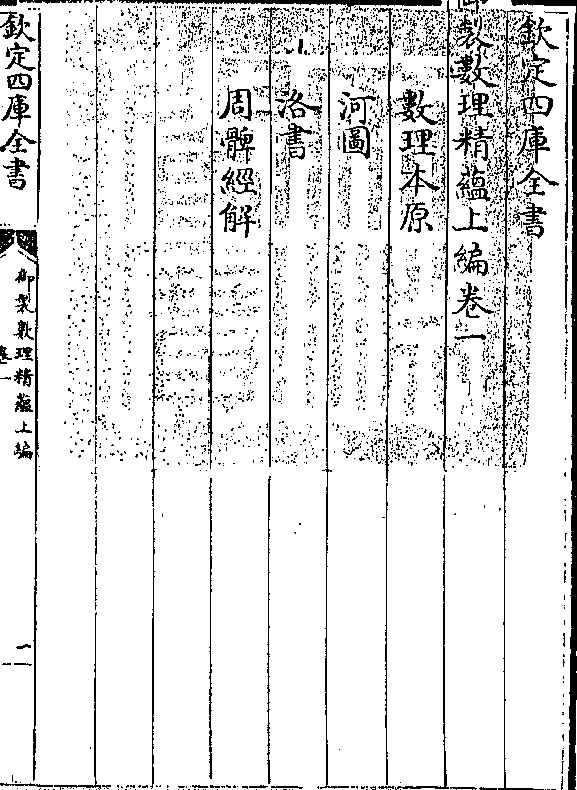 欽定四庫全書
御製數理精蘊上編卷一
數理本原
河圖
洛書
周髀經解
欽定四庫全書
御製數理精蘊上編
卷一
一